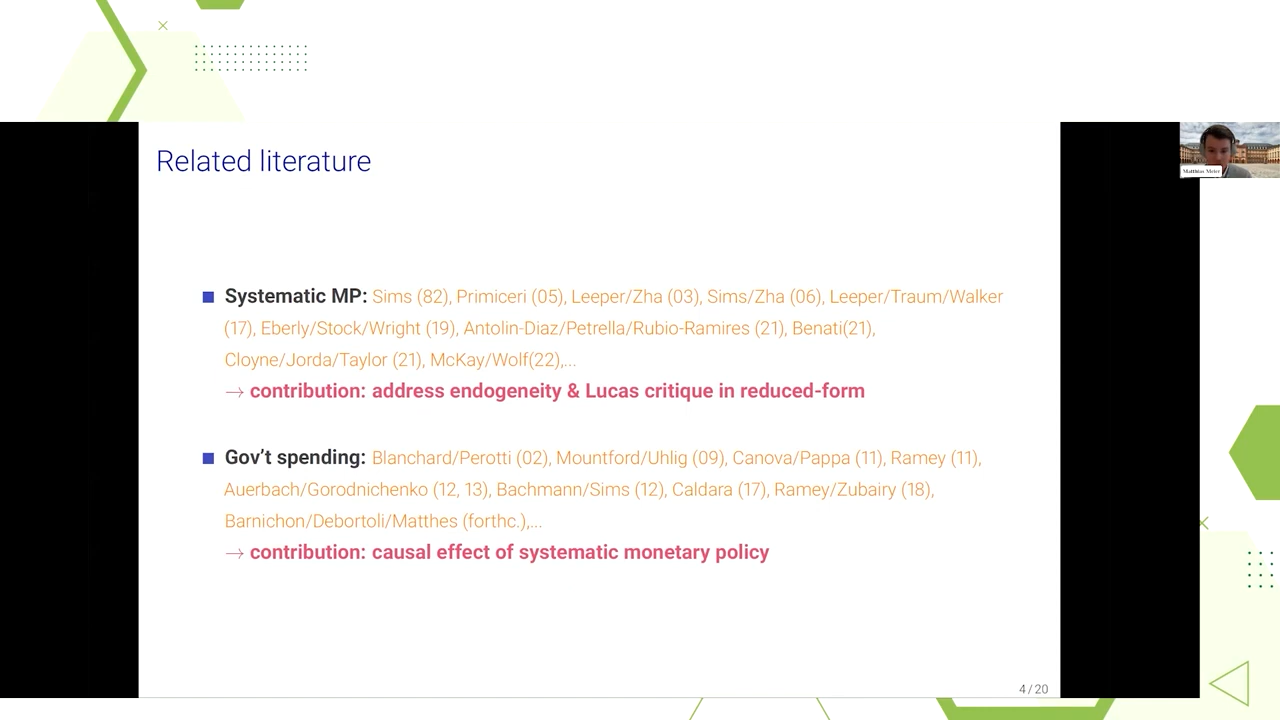 Related literature
Matthias Meier
Systematic MP: Sims (82), Primiceri (05), Leeper/Zha (03), Sims/Zha (06), Leeper/Traum/Walker
(17), Eberly/Stock/Wright (19), Antolin-Diaz/Petrella/Rubio-Ramires (21), Benati(21),
Cloyne/Jorda/Taylor (21), McKay/Wolf(22),...
→ contribution: address endogeneity & Lucas critique in reduced-form
Gov't spending: Blanchard/Perotti (02), Mountford/Uhlig (09), Canova/Pappa (11), Ramey (11),
Auerbach/Gorodnichenko (12, 13), Bachmann/Sims (12), Caldara (17), Ramey/Zubairy (18),
Barnichon/Debortoli/Matthes (forthc.),...
→ contribution: causal effect of systematic monetary policy
4 / 20